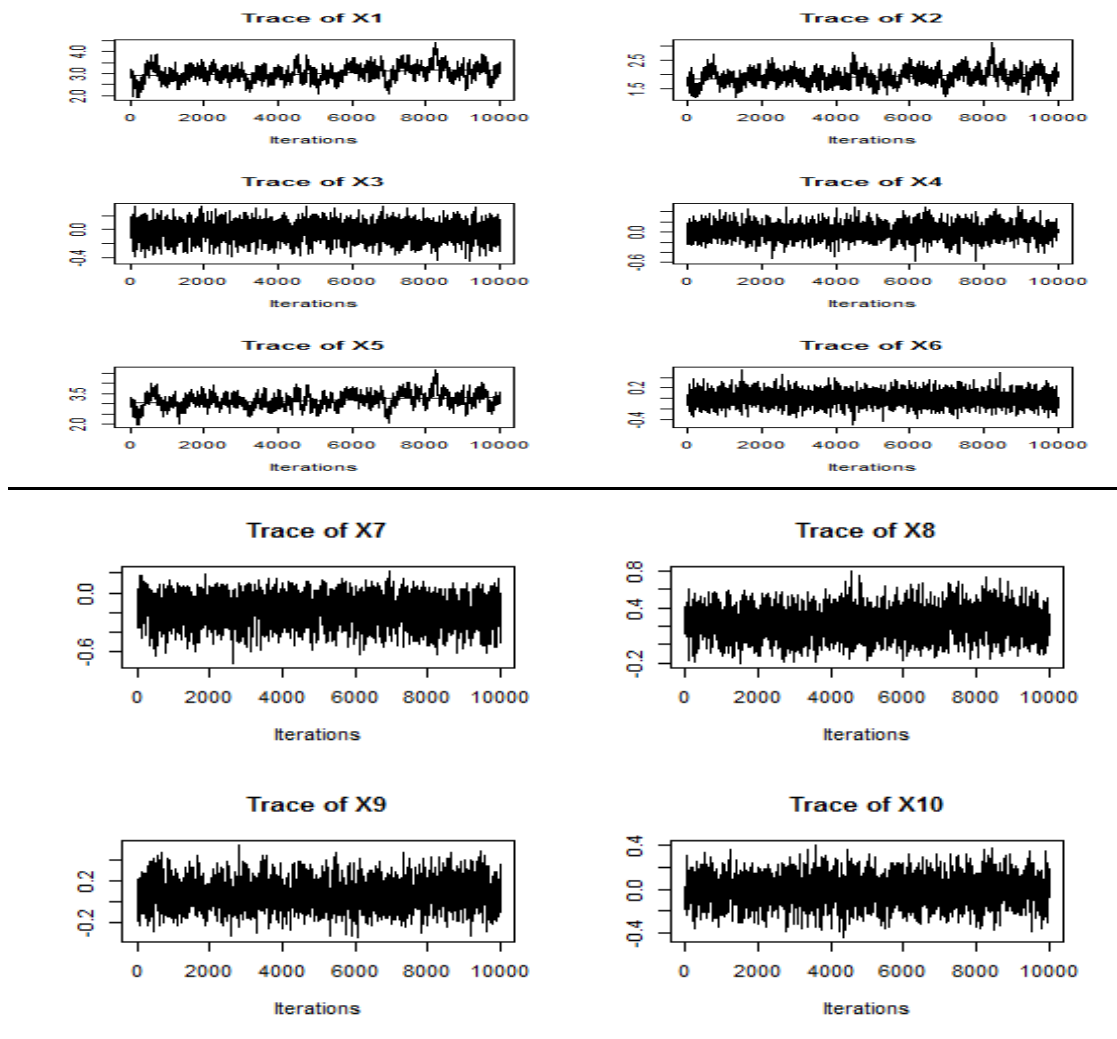 Trace of X1
Trace of X2
2.0 3.0 4.0
1.5 2.5
0 2000 4000 6000 8000 10000
0 2000 4000 6000 8000 10000
Iterations
Iterations
Trace of X3
Trace of X4
-0.4 0.0
-0.6 0.0
0 2000 4000 6000 8000 10000
0 2000 4000 6000 8000 10000
Iterations
Iterations
Trace of X5
Trace of X6
2.0 3.5
-0.4 0.2
0 2000 4000 6000 8000 10000
0 2000 4000 6000 8000 10000
Iterations
Iterations
Trace of X7
Trace of X8
-0.6 0.0
-0.2 0.4 0.8
0 2000 4000 6000 8000 10000
0 2000 4000 6000 8000 10000
Iterations
Iterations
Trace of X9
Trace of X10
-0.2 0.2
-0.4 0.0 0.4
0 2000 4000 6000 8000 10000
0 2000 4000 6000 8000 10000
Iterations
Iterations